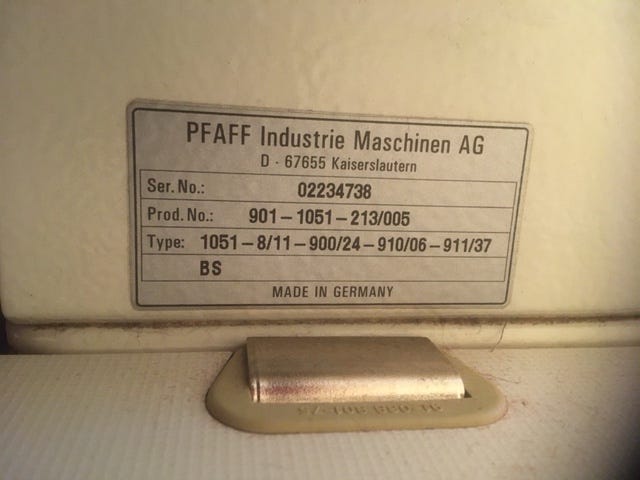 PFAFF Industrie Maschinen AG
D - 67655 Kaiserslautern
Ser. No.: 02234738
Prod. No.: 901-1051-213/005
Type: 1051-8/11-900/24-910/06-911/37
BS
MADE IN GERMANY